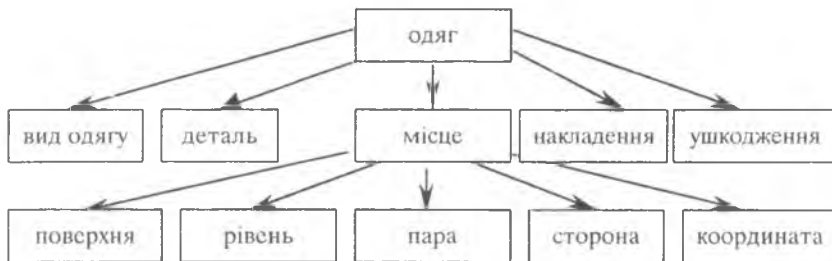 одяг
вид одягу деталь місце накладення ушкодження
поверхня рівень пара сторона координата